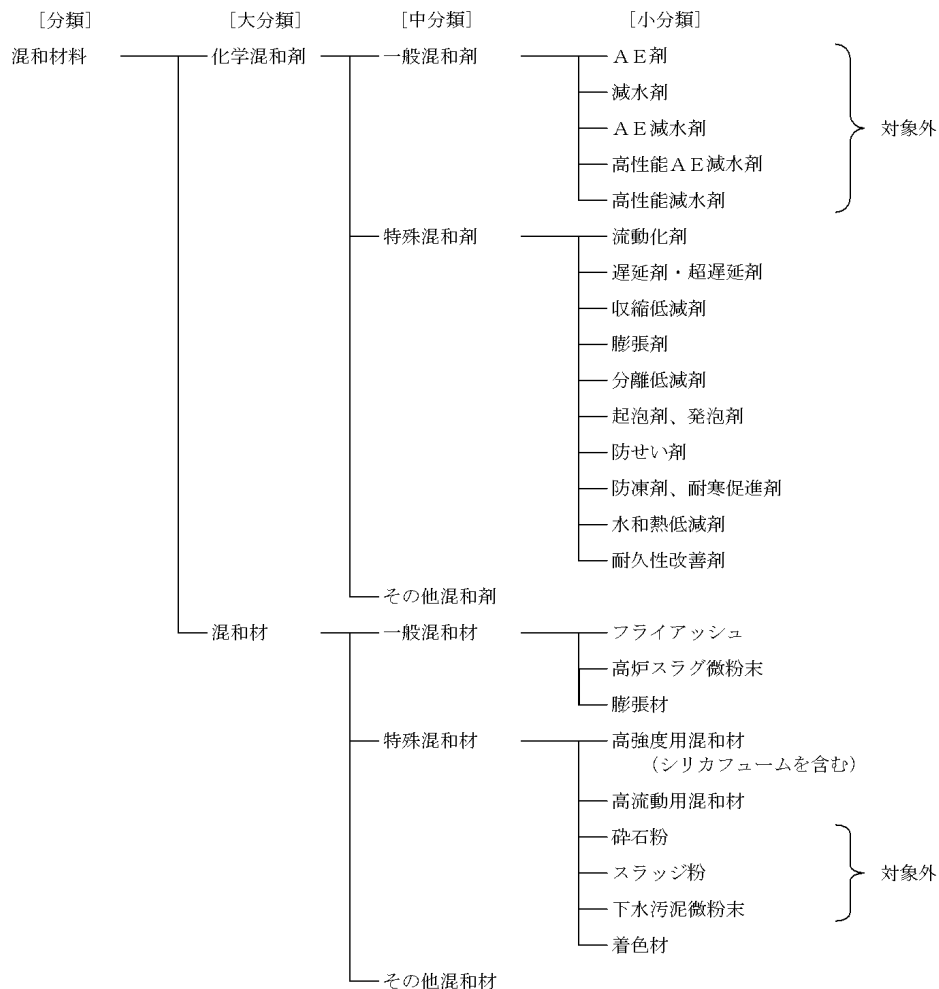 ［分類］ ［大分類］ ［中分類］ ［小分類］
混和材料 化学混和剤 一般混和剤 ＡＥ剤
減水剤
ＡＥ減水剤 対象外
高性能ＡＥ減水剤
高性能減水剤
特殊混和剤 流動化剤
遅延剤・超遅延剤
収縮低減剤
膨張剤
分離低減剤
起泡剤、発泡剤
防せい剤
防凍剤、耐寒促進剤
水和熱低減剤
耐久性改善剤
その他混和剤
混和材 一般混和材 フライアッシュ
高炉スラグ微粉末
膨張材
特殊混和材 高強度用混和材
（シリカフュームを含む）
高流動用混和材
砕石粉
スラッジ粉 対象外
下水汚泥微粉末
着色材
その他混和材